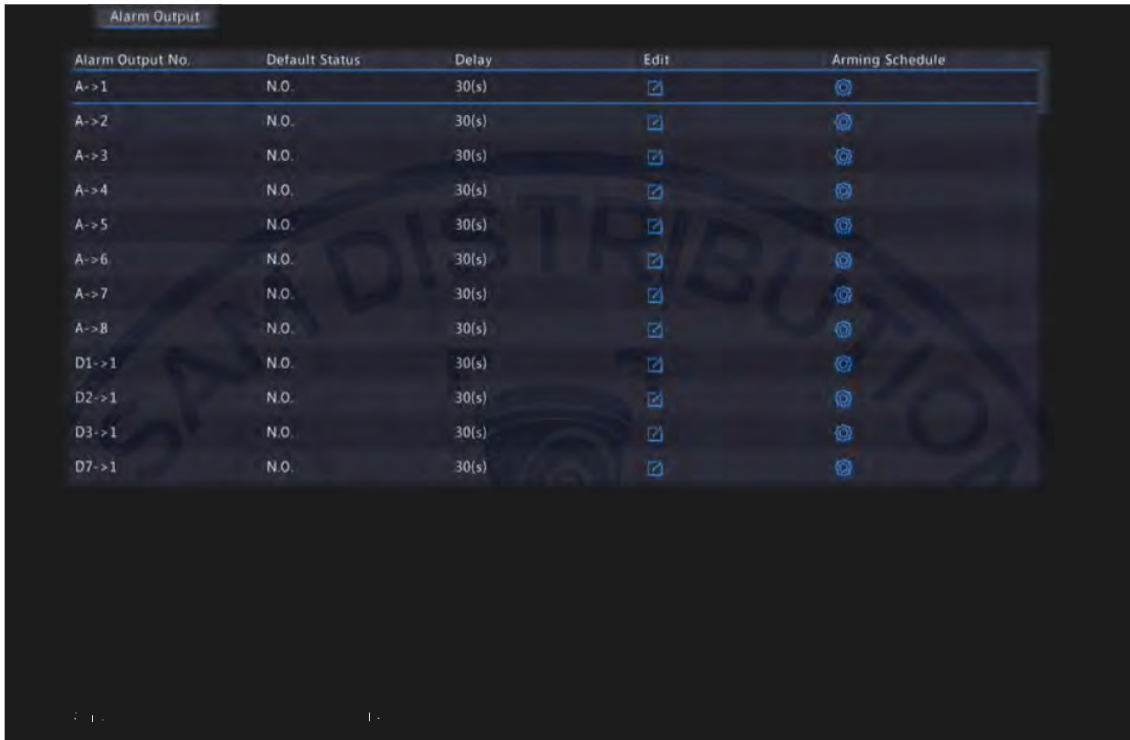 Alarm Output
Alarm Output No. Default Status Delay Edit Arming Schedule
A->1 N.O. 30(s)
A->2 N.O. 30(s)
A->3 N.O. 30(s)
A->4 N.O. 30(s)
A->5 N.O. 30(s)
A->6 N.O. 30(s)
A->7 N.O. 30(s)
A->8 N.O. 30(s)
D1->1 N.O. 30(s)
D2->1 N.O. 30(s)
D3->1 N.O. 30(s)
D7->1 N.O. 30(s)
SAM DISTRIBUTION